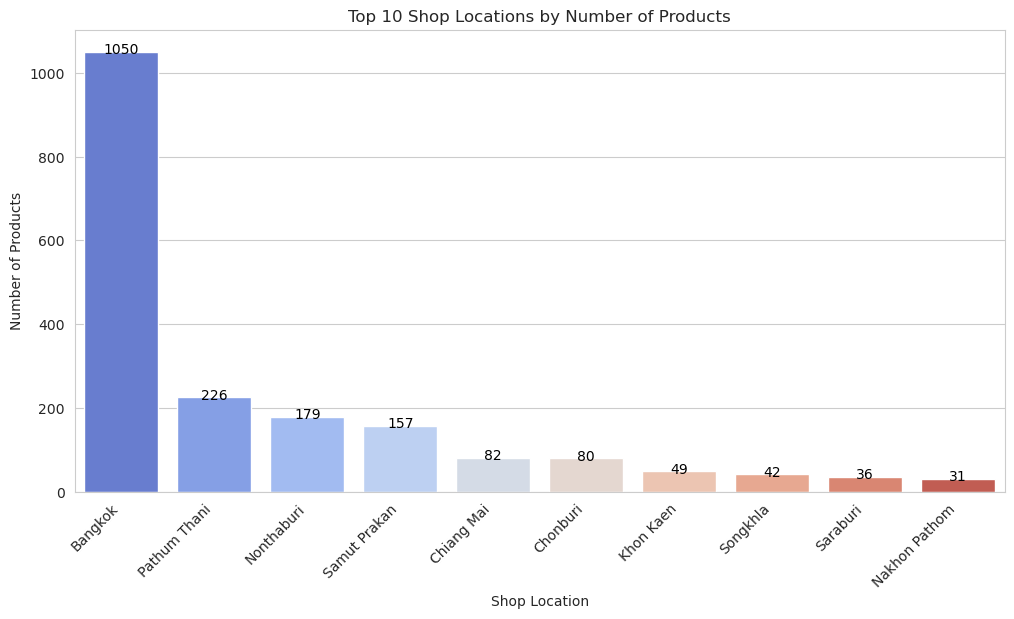 Top 10 Shop Locations by Number of Products
Number of Products
1000
800
600
400
200
0
1050
226
179
157
82
80
49
42
36
31
Bangkok
Pathum Thani
Nonthaburi
Samut Prakan
Chiang Mai
Chonburi
Khon Kaen
Songkhla
Saraburi
Nakhon Pathom
Shop Location